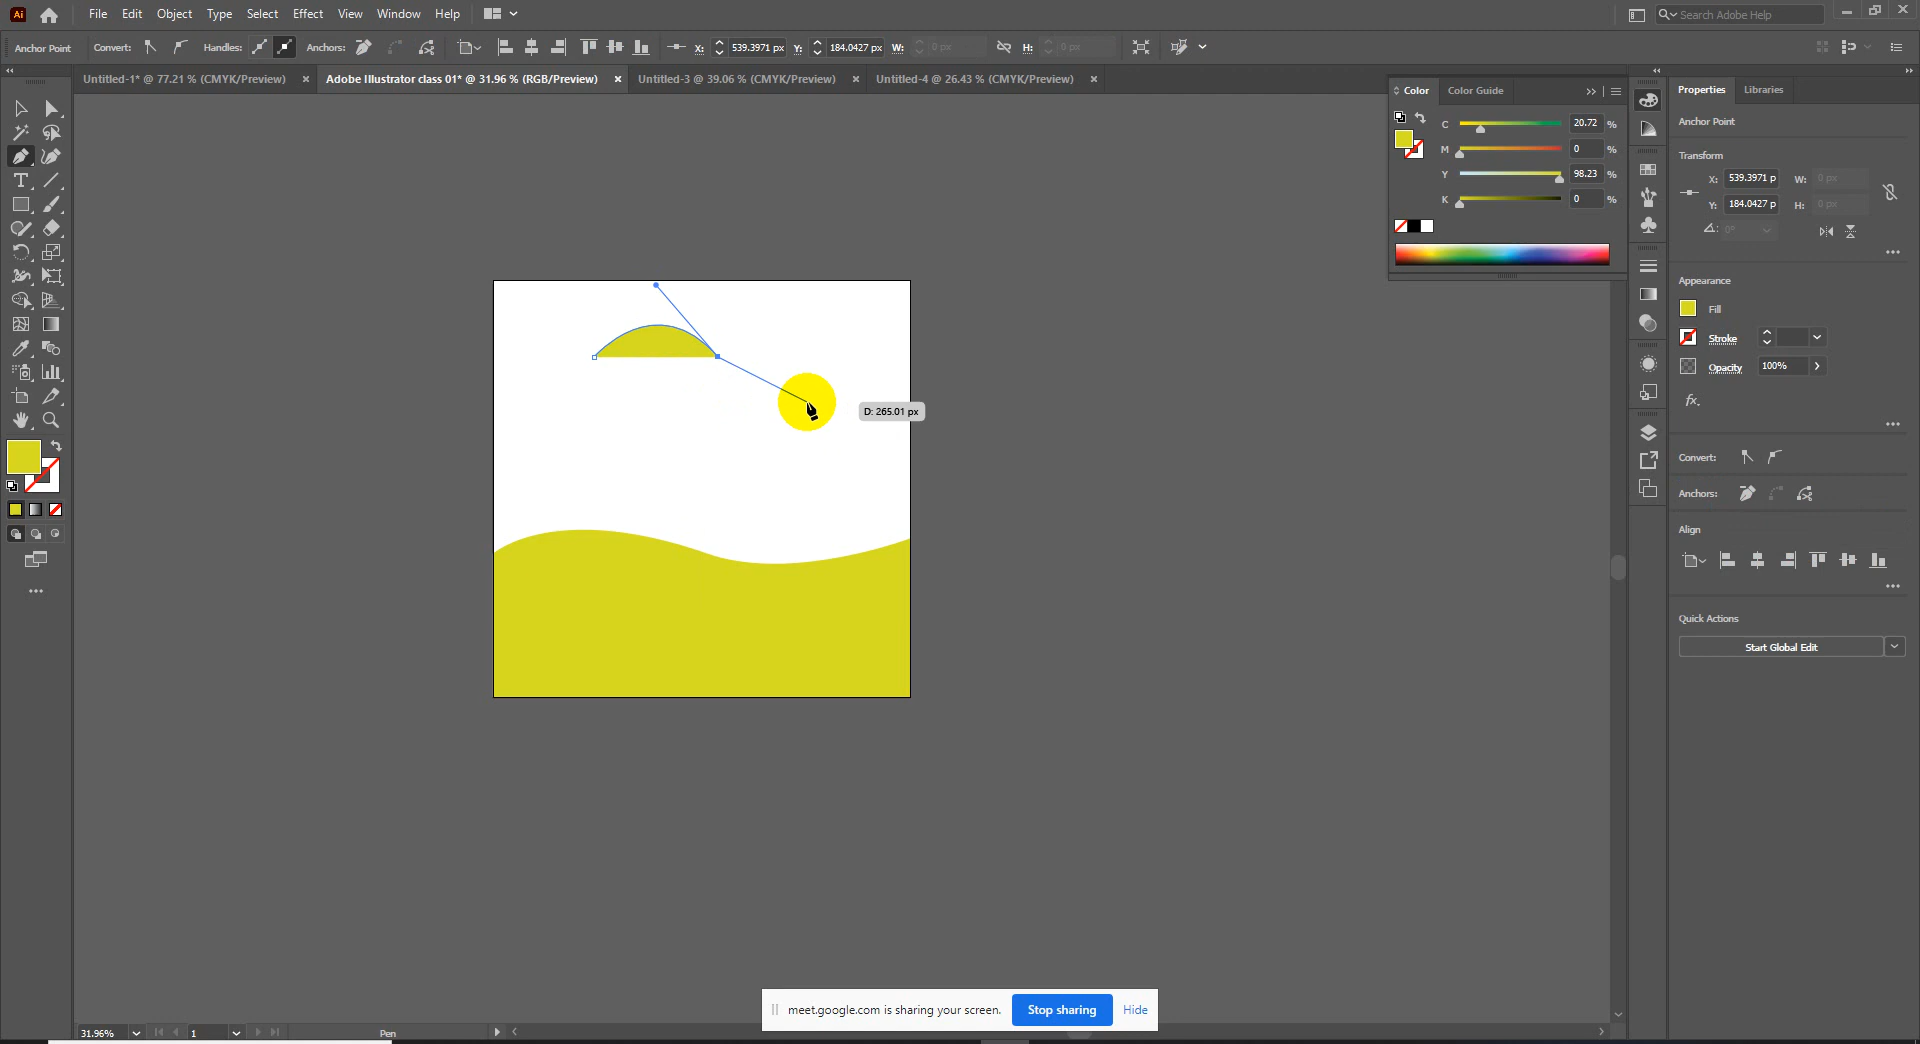 Ai File Edit Object Type Select Effect View Window Help Search Adobe Help
Anchor Point Convert: Handles: Anchors: X: 539.3971 px Y: 184.0427 px W: 0 px H: 0 px
Untitled-1* @ 77.21 % (CMYK/Preview) × Adobe Illustrator class 01* @ 31.96 % (RGB/Preview) × Untitled-3 @ 39.06 % (CMYK/Preview) × Untitled-4 @ 26.43 % (CMYK/Preview) ×
Color Color Guide
C 20.72 %
M 0 %
Y 98.23 %
K 0 %
Properties Libraries
Anchor Point
Transform
X: 539.3971 p W: 0 px
Y: 184.0427 p H: 0 px
0°
Appearance
Fill
Stroke
Opacity 100%
fx.
Convert:
Anchors:
Align
Quick Actions
Start Global Edit
D: 265.01 px
meet.google.com is sharing your screen. Stop sharing Hide
31.96% 1 Pen